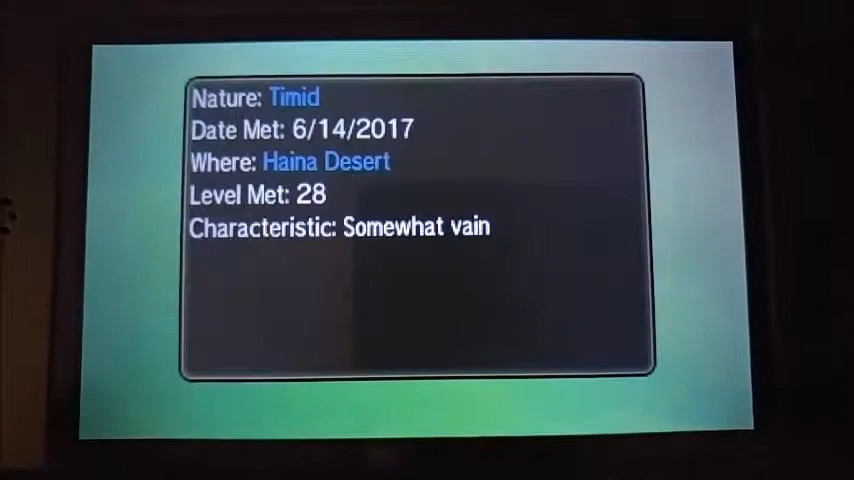 Nature: Timid
Date Met: 6/14/2017
Where: Haina Desert
Level Met: 28
Characteristic: Somewhat vain